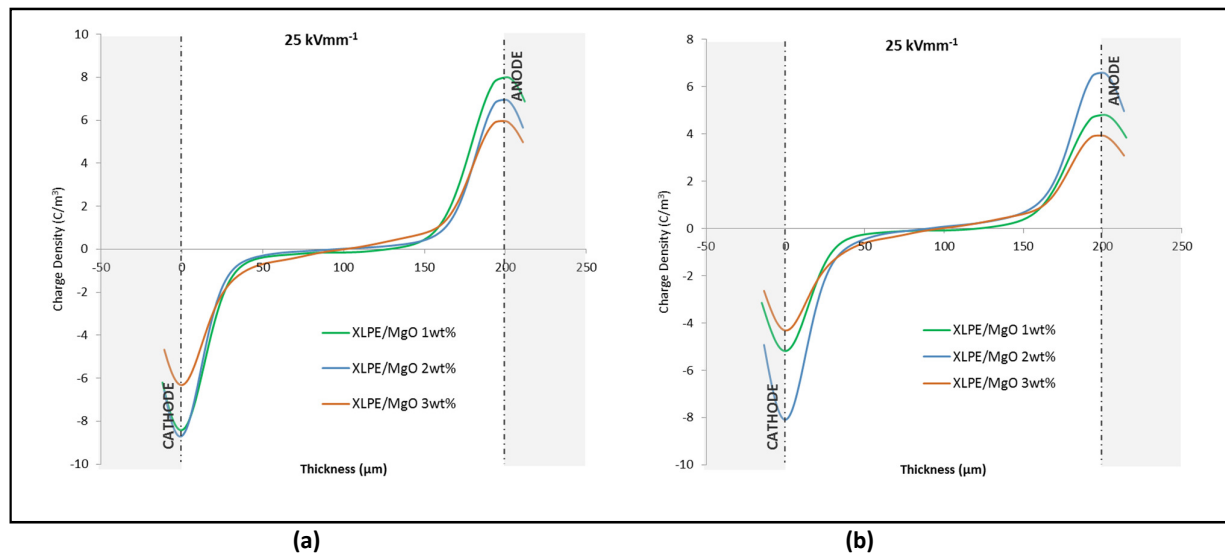 25 kVmm⁻¹
10
8
6
4
2
0
-2
-4
-6
-8
-10
-50
0
50
100
150
200
250
Charge Density (C/m³)
Thickness (µm)
CATHODE
ANODE
XLPE/MgO 1wt%
XLPE/MgO 2wt%
XLPE/MgO 3wt%
(a)
25 kVmm⁻¹
8
6
4
2
0
-2
-4
-6
-8
-10
-50
0
50
100
150
200
250
Charge Density (C/m³)
Thickness (µm)
CATHODE
ANODE
XLPE/MgO 1wt%
XLPE/MgO 2wt%
XLPE/MgO 3wt%
(b)